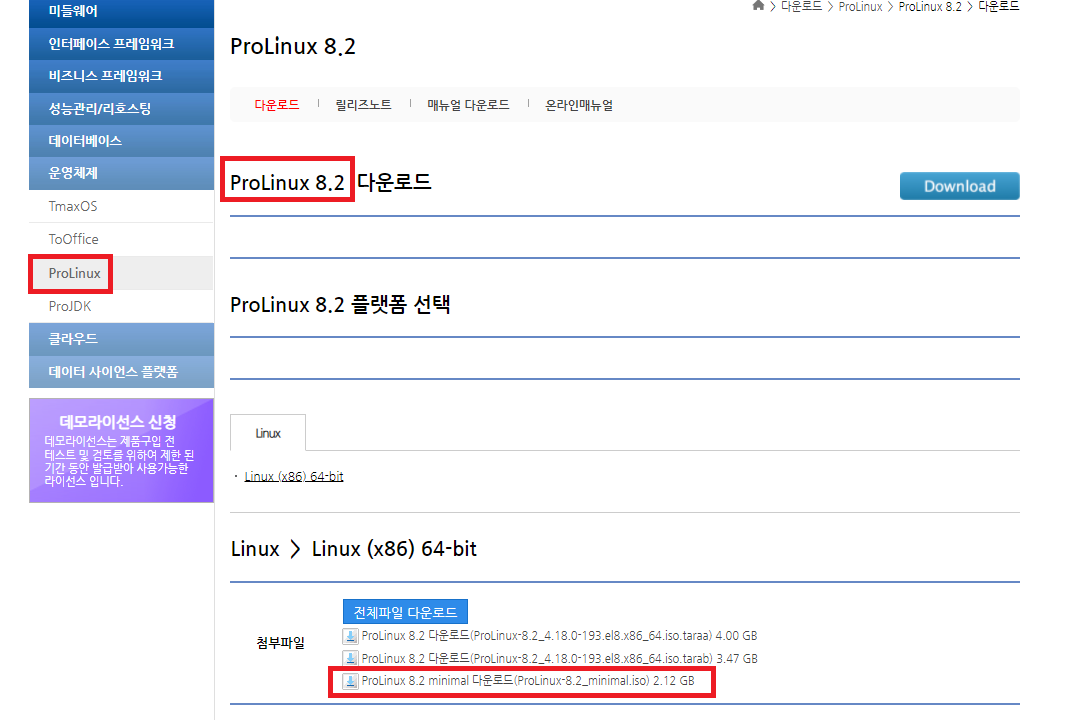 미들웨어
인터페이스 프레임워크
비즈니스 프레임워크
성능관리/리호스팅
데이터베이스
운영체제
TmaxOS
ToOffice
ProLinux
ProJDK
클라우드
데이터 사이언스 플랫폼
데모라이선스 신청
데모라이선스는 제품구입 전
테스트 및 검토를 위하여 제한 된
기간 동안 발급받아 사용가능한
라이선스 입니다.
> 다운로드 > ProLinux > ProLinux 8.2 > 다운로드
ProLinux 8.2
다운로드 | 릴리즈노트 | 매뉴얼 다운로드 | 온라인매뉴얼
ProLinux 8.2 다운로드
Download
ProLinux 8.2 플랫폼 선택
Linux
· Linux (x86) 64-bit
Linux > Linux (x86) 64-bit
첨부파일
전체파일 다운로드
ProLinux 8.2 다운로드(ProLinux-8.2_4.18.0-193.el8.x86_64.iso.taraa) 4.00 GB
ProLinux 8.2 다운로드(ProLinux-8.2_4.18.0-193.el8.x86_64.iso.tarab) 3.47 GB
ProLinux 8.2 minimal 다운로드(ProLinux-8.2_minimal.iso) 2.12 GB